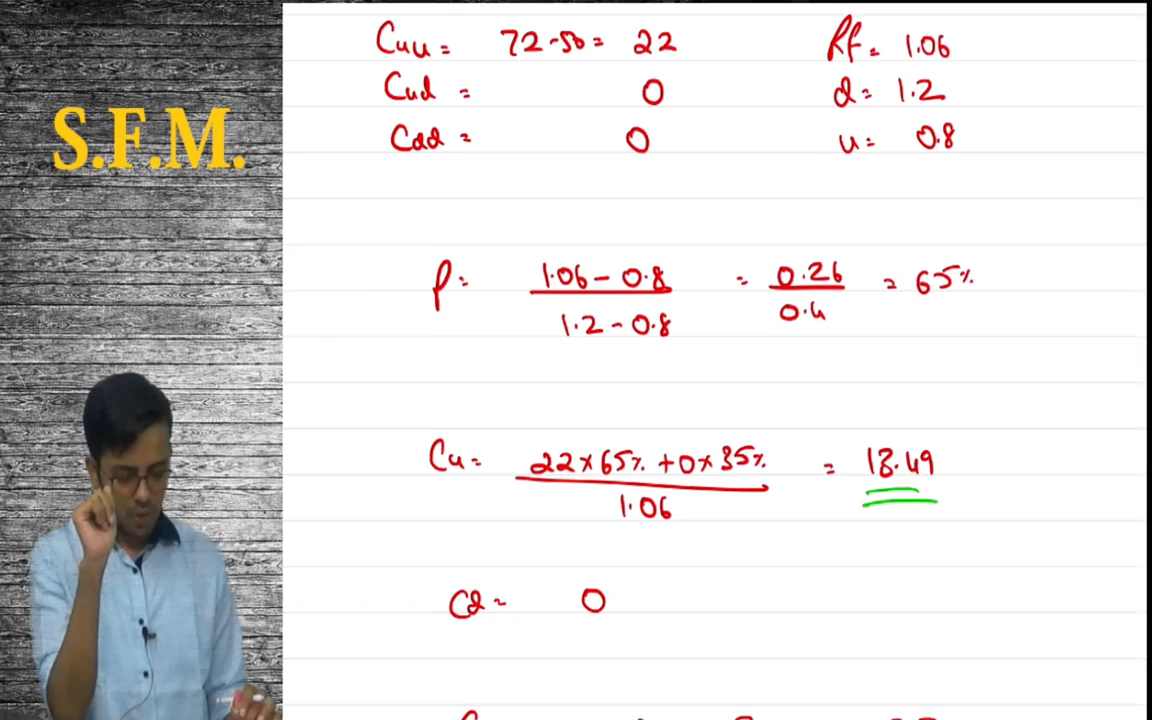 S.F.M.
Cuu = 72-50 = 22 Rf = 1.06
Cud = 0 d = 1.2
Cdd = 0 u = 0.8
P = 1.06 - 0.8 = 0.26 = 65%
1.2 - 0.8 0.4
Cu = 22 x 65% + 0 x 35% = 18.49
1.06
Cd = 0